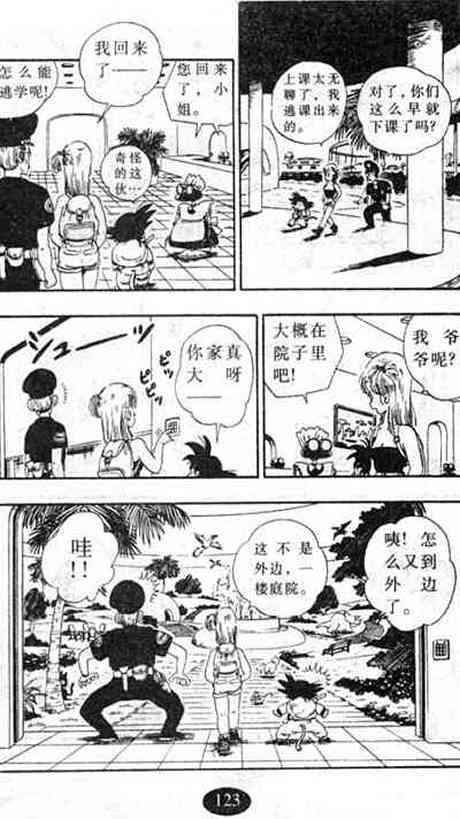 对了，你们
这么早就
下课了吗？
上课太无
聊了，我
逃课出来
的。
您回来
了，小
姐。
我回来
了——
怎么能
逃学呢！
奇怪
的这
伙…
我爷
爷呢？
大概在
院子里
吧！
你家真
大呀
——
ジューーッ
ピッ
ピピッ
咦！怎
么又到
外边
了。
这不是
外边，一
楼庭院。
哇
!!
123